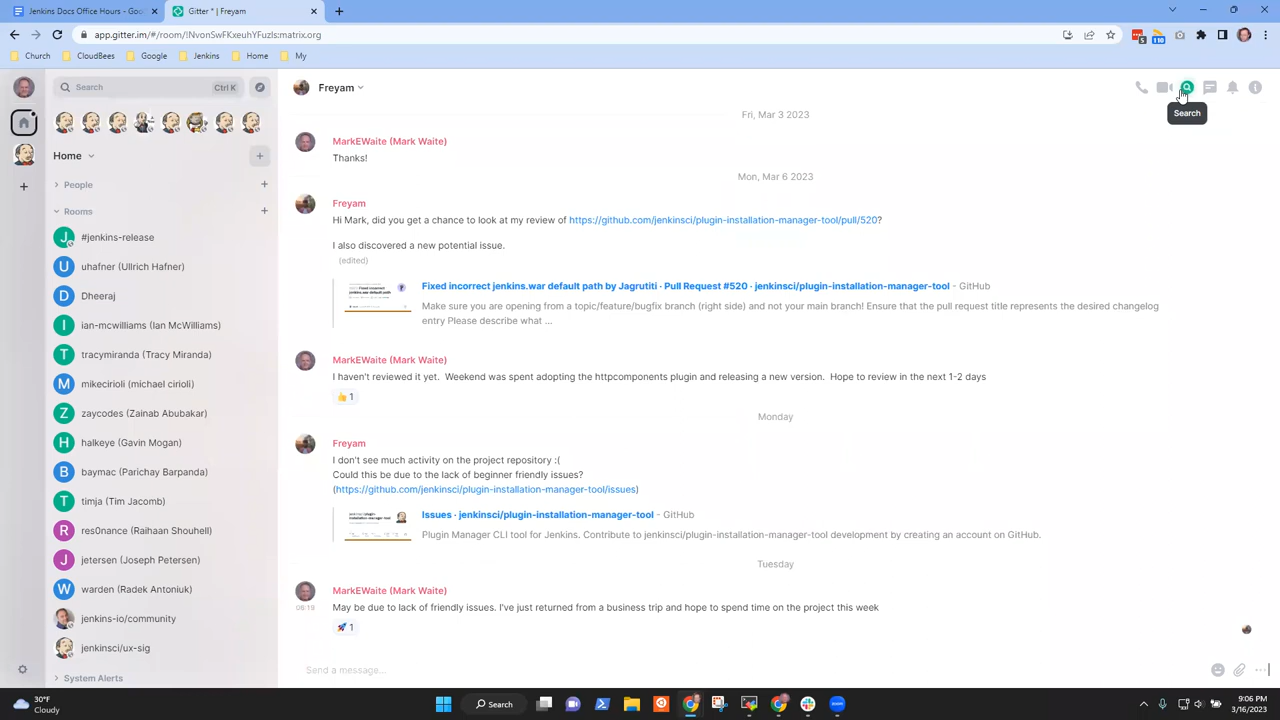 Jenkins Docs
Gitter | Freyam
app.gitter.im/#/room/!NvonSwFKxeuhYFuzIs:matrix.org
5
110
Church
CloudBees
Google
Jenkins
Home
My
Search
Ctrl K
Freyam
Search
Home
People
Rooms
#jenkins-release
U
uhafner (Ullrich Hafner)
D
Dheeraj
I
ian-mcwilliams (Ian McWilliams)
T
tracymiranda (Tracy Miranda)
M
mikecirioli (michael cirioli)
Z
zaycodes (Zainab Abubakar)
H
halkeye (Gavin Mogan)
B
baymac (Parichay Barpanda)
T
timja (Tim Jacomb)
R
res0nance (Raihaan Shouhell)
J
jetersen (Joseph Petersen)
W
warden (Radek Antoniuk)
jenkins-io/community
jenkinsci/ux-sig
System Alerts
Fri, Mar 3 2023
MarkEWaite (Mark Waite)
Thanks!
Mon, Mar 6 2023
Freyam
Hi Mark, did you get a chance to look at my review of https://github.com/jenkinsci/plugin-installation-manager-tool/pull/520?
I also discovered a new potential issue.
(edited)
Fixed incorrect jenkins.war default path by Jagrutiti · Pull Request #520 · jenkinsci/plugin-installation-manager-tool - GitHub
Make sure you are opening from a topic/feature/bugfix branch (right side) and not your main branch! Ensure that the pull request title represents the desired changelog
entry Please describe what ...
MarkEWaite (Mark Waite)
I haven't reviewed it yet. Weekend was spent adopting the httpcomponents plugin and releasing a new version. Hope to review in the next 1-2 days
👍 1
Monday
Freyam
I don't see much activity on the project repository :(
Could this be due to the lack of beginner friendly issues?
(https://github.com/jenkinsci/plugin-installation-manager-tool/issues)
Issues · jenkinsci/plugin-installation-manager-tool - GitHub
Plugin Manager CLI tool for Jenkins. Contribute to jenkinsci/plugin-installation-manager-tool development by creating an account on GitHub.
Tuesday
MarkEWaite (Mark Waite)
08:19
May be due to lack of friendly issues. I've just returned from a business trip and hope to spend time on the project this week
🚀 1
Send a message...
30°F
Cloudy
Search
9:06 PM
3/16/2023